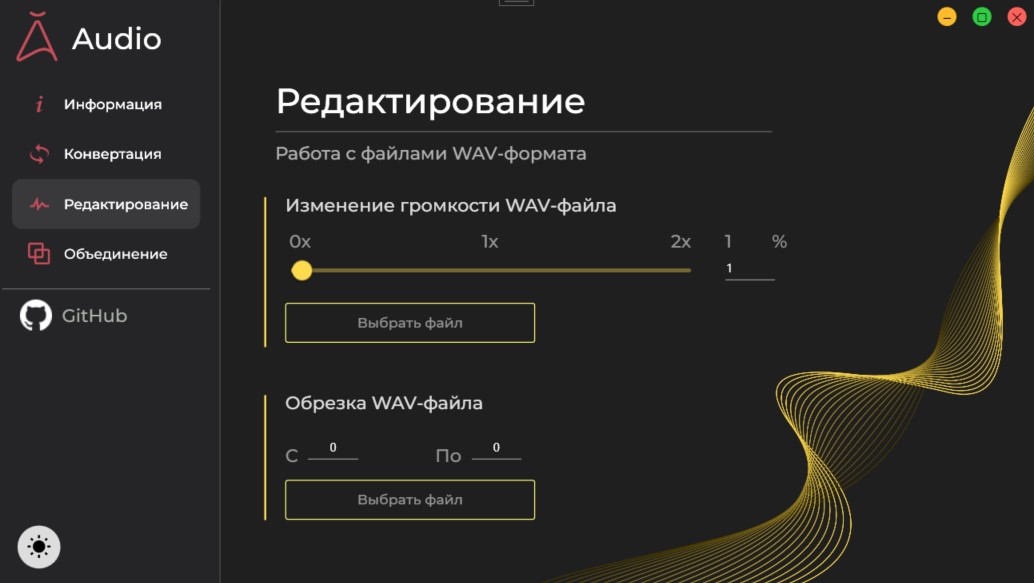 Audio
Информация
Конвертация
Редактирование
Объединение
GitHub
Редактирование
Работа с файлами WAV-формата
Изменение громкости WAV-файла
0x 1x 2x 1 %
1
Выбрать файл
Обрезка WAV-файла
С 0 По 0
Выбрать файл